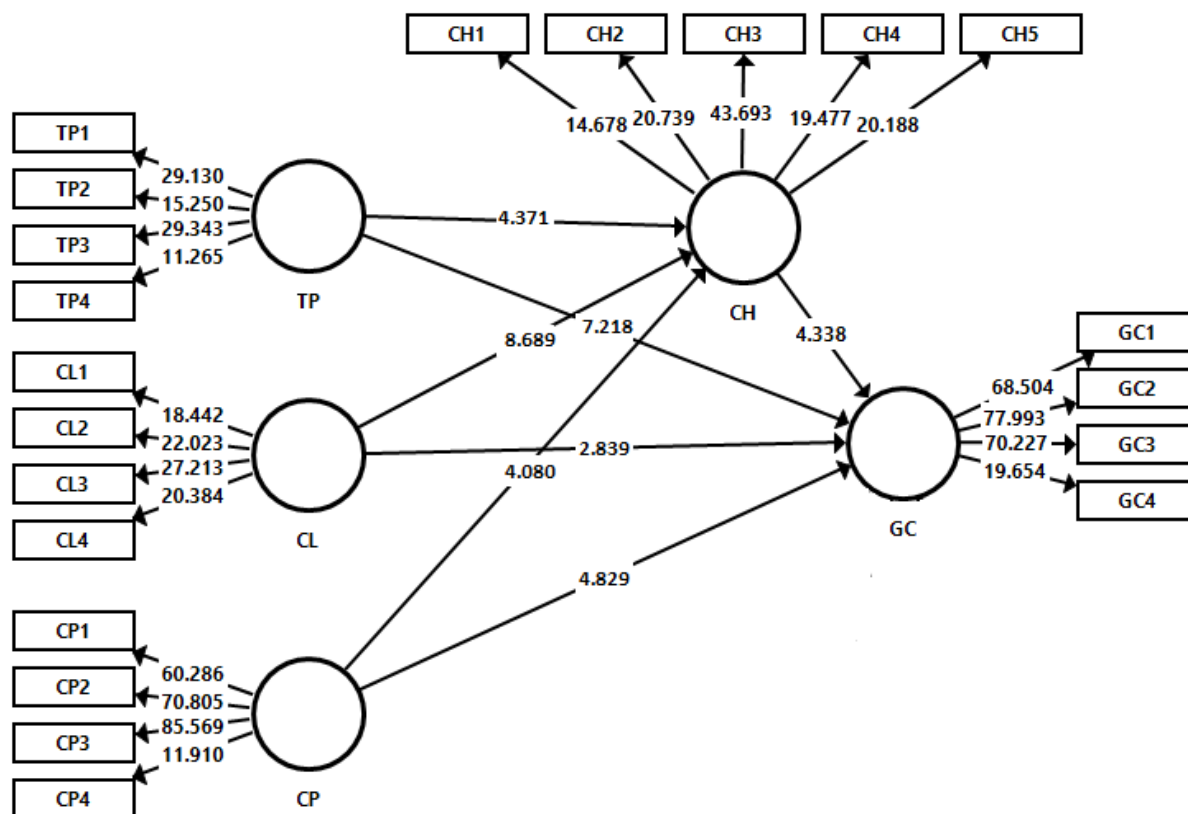 CH1 CH2 CH3 CH4 CH5
14.678 20.739 43.693 19.477 20.188
TP1
TP2
TP3
TP4
29.130
15.250
29.343
11.265
TP
4.371
7.218
CH
4.338
CL1
CL2
CL3
CL4
18.442
22.023
27.213
20.384
CL
8.689
2.839
GC1
GC2
GC3
GC4
68.504
77.993
70.227
19.654
GC
CP1
CP2
CP3
CP4
60.286
70.805
85.569
11.910
CP
4.080
4.829